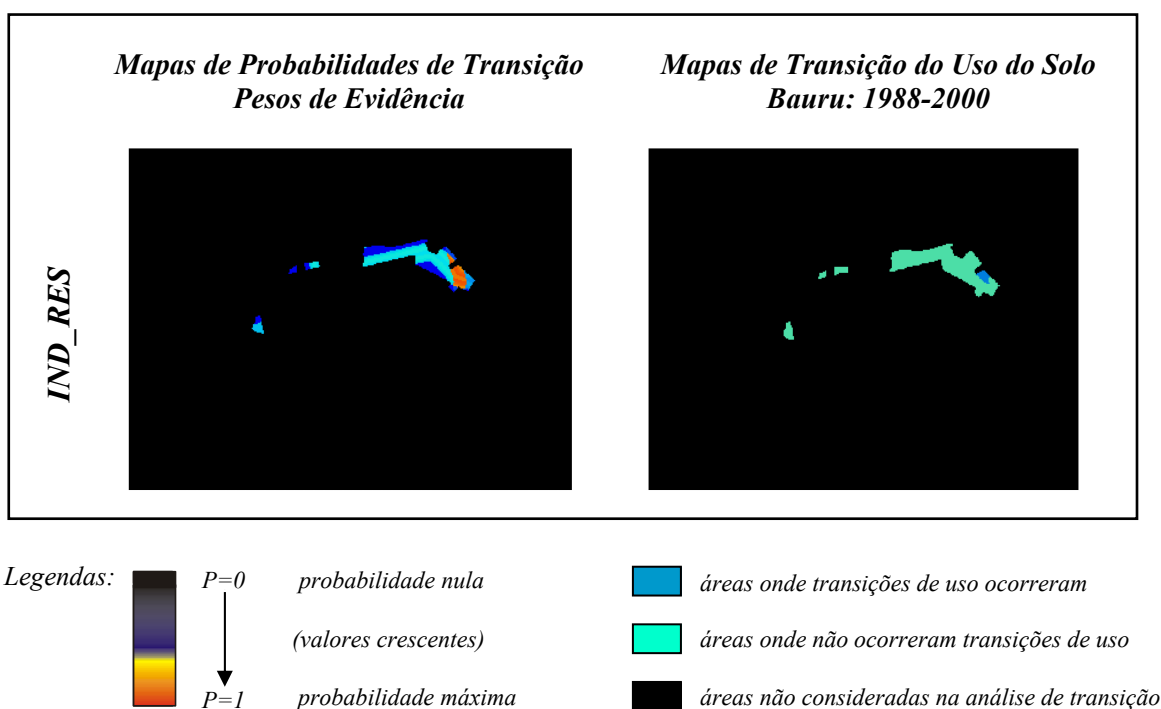 Mapas de Probabilidades de Transição
Pesos de Evidência
Mapas de Transição do Uso do Solo
Bauru: 1988-2000
IND_RES
Legendas:
P=0
probabilidade nula
(valores crescentes)
P=1
probabilidade máxima
áreas onde transições de uso ocorreram
áreas onde não ocorreram transições de uso
áreas não consideradas na análise de transição